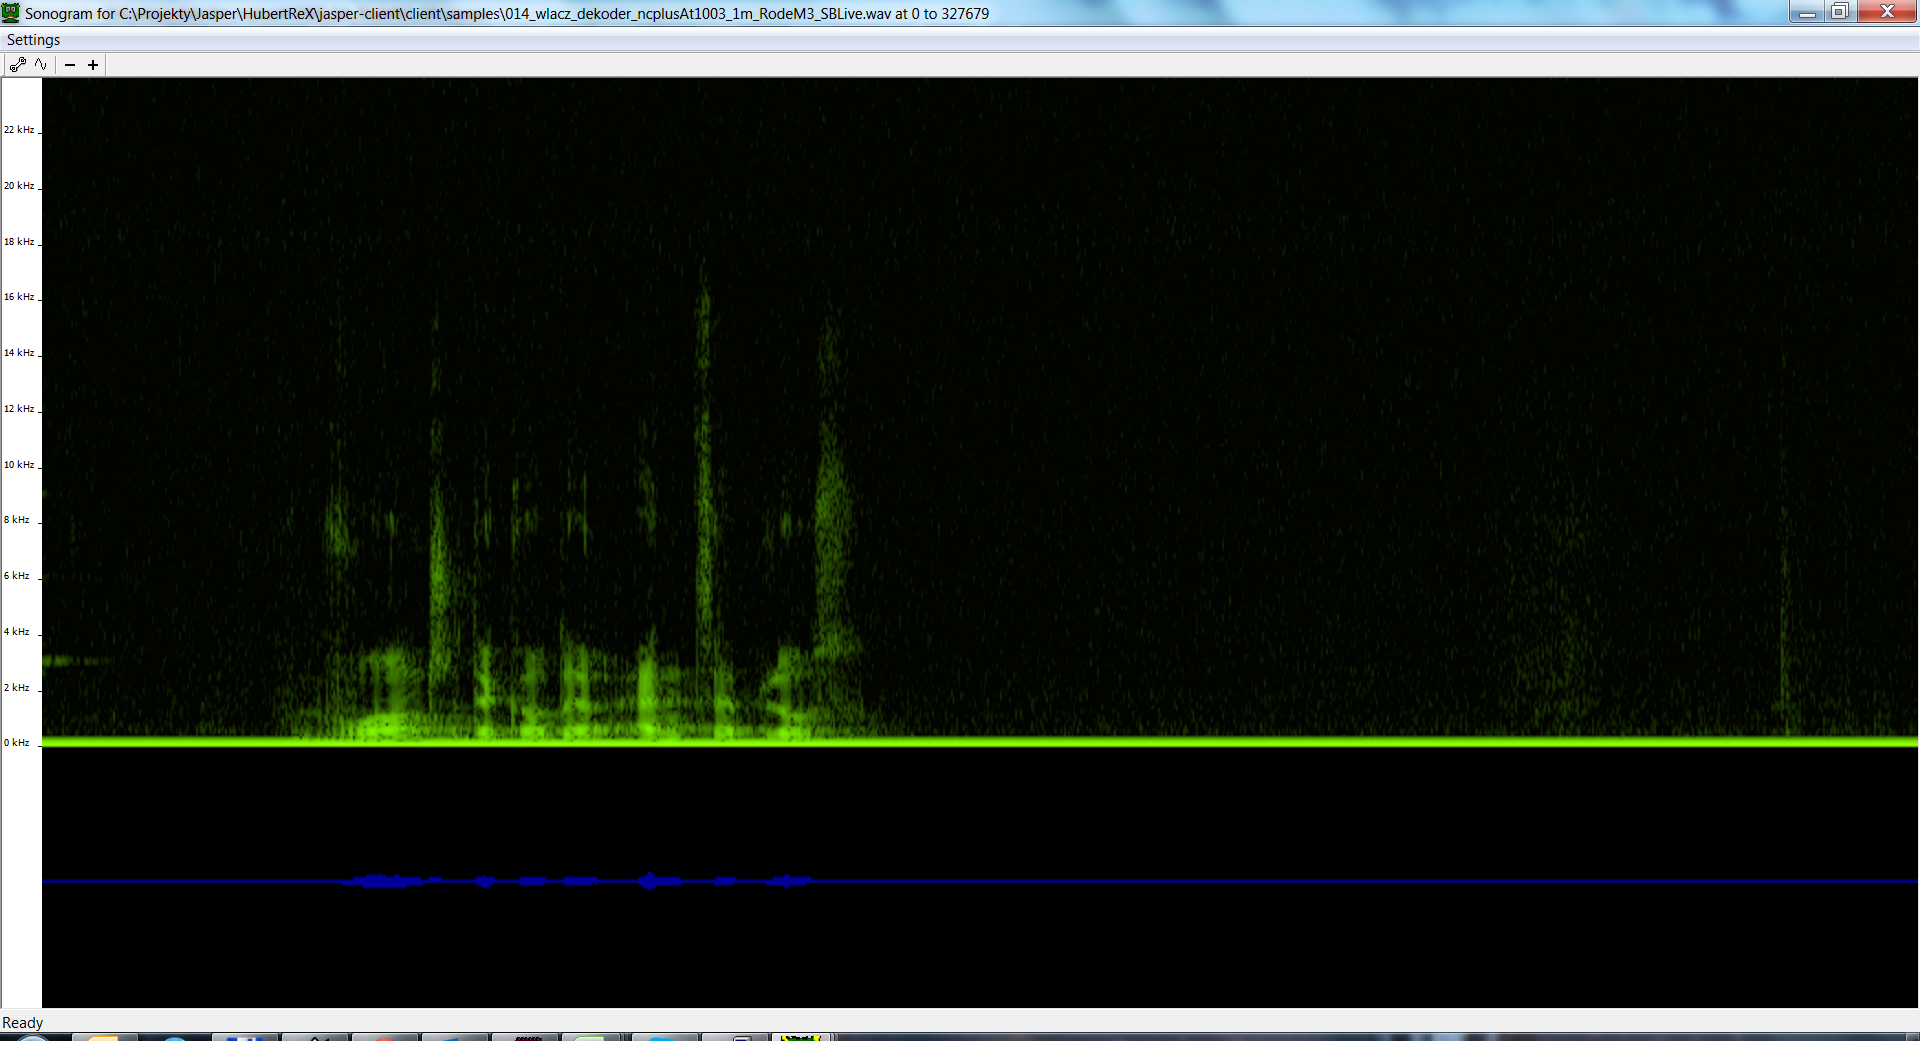 Sonogram for C:\Projekty\Jasper\HubertReX\jasper-client\client\samples\014_wlacz_dekoder_ncplusAt1003_1m_RodeM3_SBLive.wav at 0 to 327679
Settings
22 kHz
20 kHz
18 kHz
16 kHz
14 kHz
12 kHz
10 kHz
8 kHz
6 kHz
4 kHz
2 kHz
0 kHz
Ready